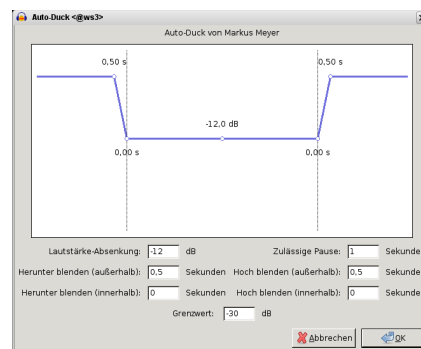 Auto-Duck <@ws3>
Auto-Duck von Markus Meyer
0,50 s 0,50 s
-12,0 dB
0,00 s 0,00 s
Lautstärke-Absenkung: -12 dB Zulässige Pause: 1 Sekunde
Herunter blenden (außerhalb): 0,5 Sekunden Hoch blenden (außerhalb): 0,5 Sekunde
Herunter blenden (innerhalb): 0 Sekunden Hoch blenden (innerhalb): 0 Sekunde
Grenzwert: -30 dB
Abbrechen OK